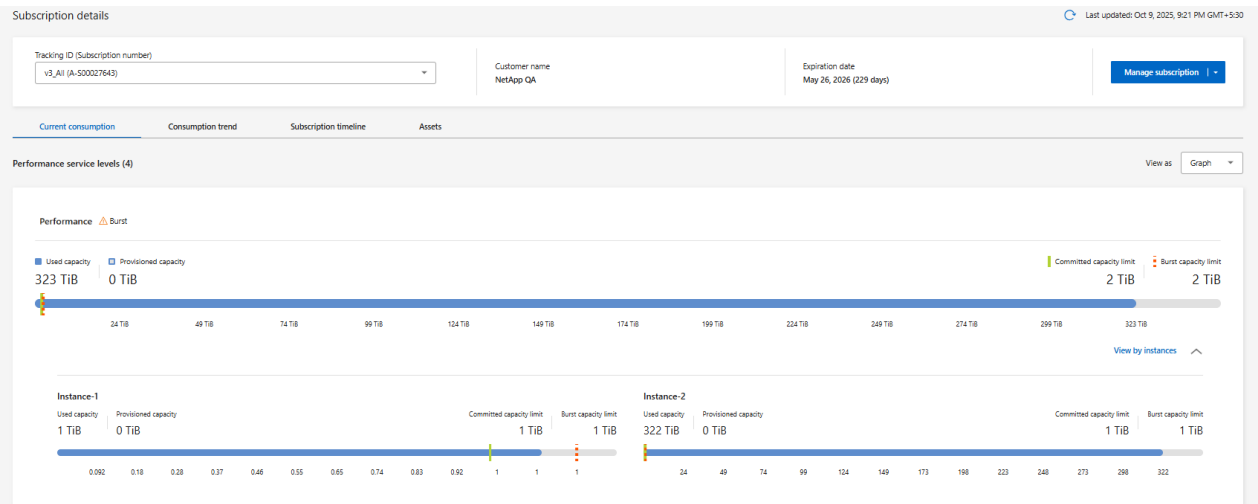 Subscription details
Last updated: Oct 9, 2025, 9:21 PM GMT+5:30
Tracking ID (Subscription number)
v3_All (A-S00027643)
Customer name
NetApp QA
Expiration date
May 26, 2026 (229 days)
Manage subscription
Current consumption Consumption trend Subscription timeline Assets
Performance service levels (4)
View as Graph
Performance Burst
Used capacity Provisioned capacity Committed capacity limit Burst capacity limit
323 TiB 0 TiB 2 TiB 2 TiB
24 TiB 49 TiB 74 TiB 99 TiB 124 TiB 149 TiB 174 TiB 199 TiB 224 TiB 249 TiB 274 TiB 299 TiB 323 TiB
View by instances
Instance-1
Used capacity Provisioned capacity Committed capacity limit Burst capacity limit
1 TiB 0 TiB 1 TiB 1 TiB
0.092 0.18 0.28 0.37 0.46 0.55 0.65 0.74 0.83 0.92 1 1 1
Instance-2
Used capacity Provisioned capacity Committed capacity limit Burst capacity limit
322 TiB 0 TiB 1 TiB 1 TiB
24 49 74 99 124 149 173 198 223 248 273 298 322